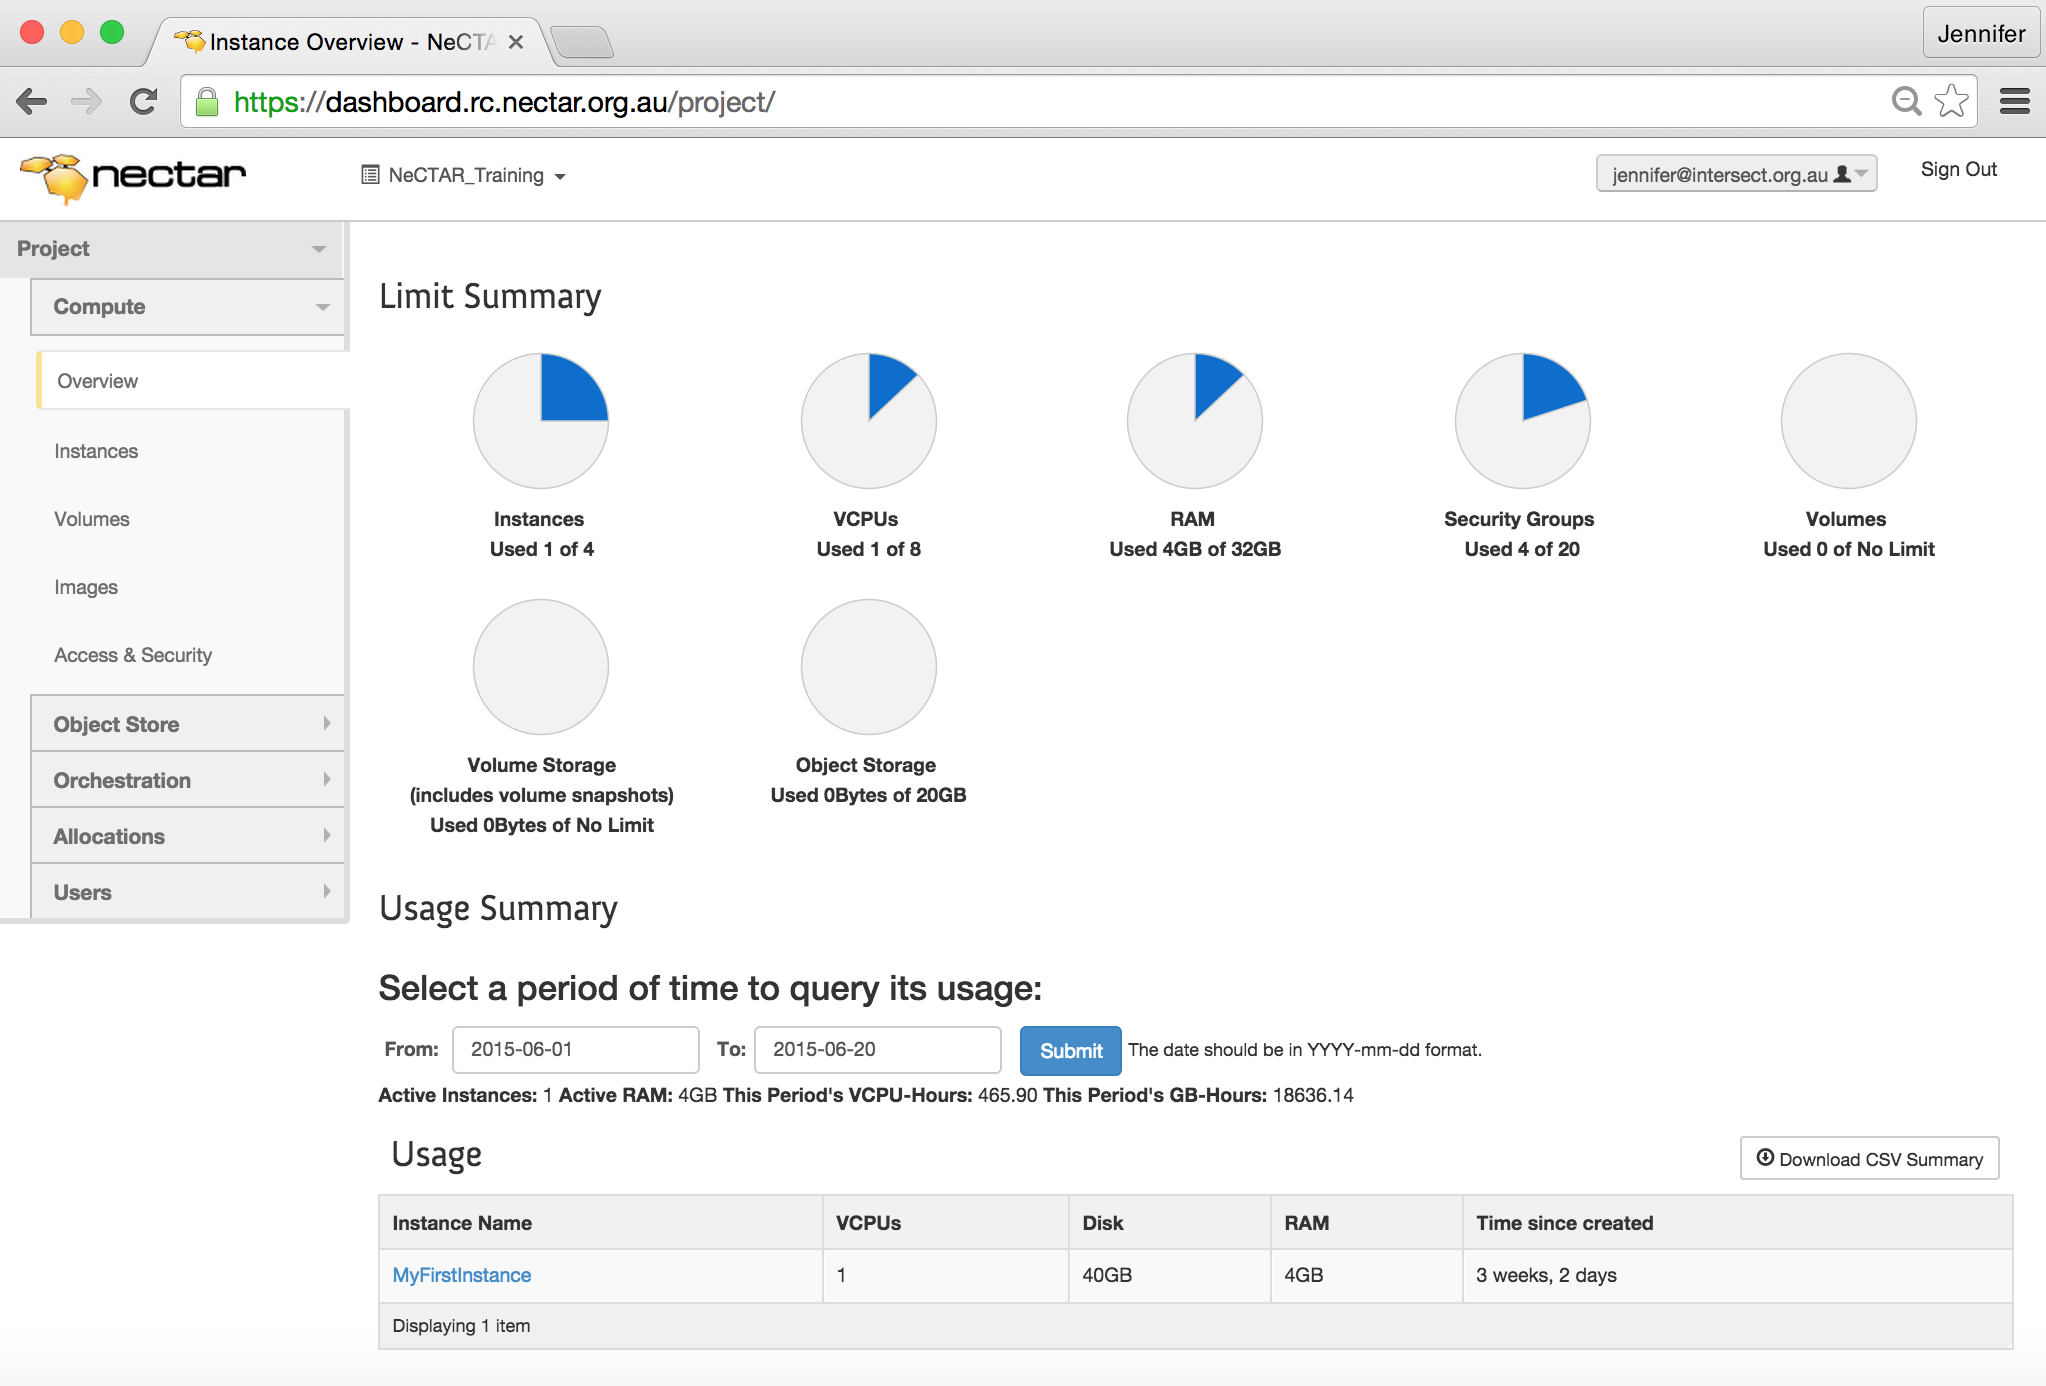 Instance Overview - NeCTA
Jennifer
https://dashboard.rc.nectar.org.au/project/
nectar
NeCTAR_Training
jennifer@intersect.org.au
Sign Out
Project
Compute
Overview
Instances
Volumes
Images
Access & Security
Object Store
Orchestration
Allocations
Users
Limit Summary
Instances
Used 1 of 4
VCPUs
Used 1 of 8
RAM
Used 4GB of 32GB
Security Groups
Used 4 of 20
Volumes
Used 0 of No Limit
Volume Storage
(includes volume snapshots)
Used 0Bytes of No Limit
Object Storage
Used 0Bytes of 20GB
Usage Summary
Select a period of time to query its usage:
From: 2015-06-01 To: 2015-06-20 Submit The date should be in YYYY-mm-dd format.
Active Instances: 1 Active RAM: 4GB This Period's VCPU-Hours: 465.90 This Period's GB-Hours: 18636.14
Usage
Download CSV Summary
Instance Name VCPUs Disk RAM Time since created
MyFirstInstance 1 40GB 4GB 3 weeks, 2 days
Displaying 1 item